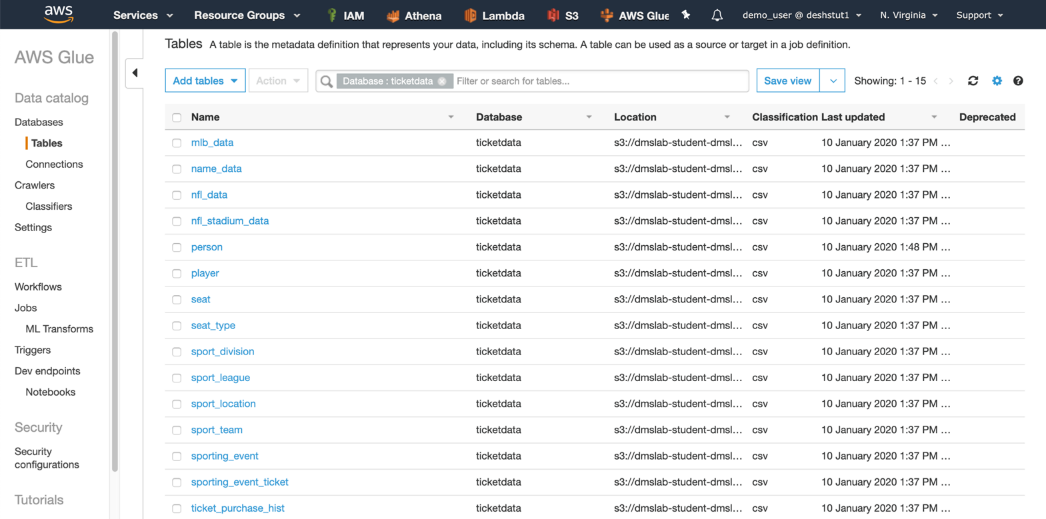 aws
Services Resource Groups IAM Athena Lambda S3 AWS Glue demo_user @ deshstut1 N. Virginia Support
AWS Glue
Data catalog
Databases
Tables
Connections
Crawlers
Classifiers
Settings
ETL
Workflows
Jobs
ML Transforms
Triggers
Dev endpoints
Notebooks
Security
Security
configurations
Tutorials
Tables A table is the metadata definition that represents your data, including its schema. A table can be used as a source or target in a job definition.
Add tables Action Database : ticketdata Filter or search for tables... Save view Showing: 1 - 15
Name Database Location Classification Last updated Deprecated
mlb_data ticketdata s3://dmslab-student-dmsl... csv 10 January 2020 1:37 PM ...
name_data ticketdata s3://dmslab-student-dmsl... csv 10 January 2020 1:37 PM ...
nfl_data ticketdata s3://dmslab-student-dmsl... csv 10 January 2020 1:37 PM ...
nfl_stadium_data ticketdata s3://dmslab-student-dmsl... csv 10 January 2020 1:37 PM ...
person ticketdata s3://dmslab-student-dmsl... csv 10 January 2020 1:48 PM ...
player ticketdata s3://dmslab-student-dmsl... csv 10 January 2020 1:37 PM ...
seat ticketdata s3://dmslab-student-dmsl... csv 10 January 2020 1:37 PM ...
seat_type ticketdata s3://dmslab-student-dmsl... csv 10 January 2020 1:37 PM ...
sport_division ticketdata s3://dmslab-student-dmsl... csv 10 January 2020 1:37 PM ...
sport_league ticketdata s3://dmslab-student-dmsl... csv 10 January 2020 1:37 PM ...
sport_location ticketdata s3://dmslab-student-dmsl... csv 10 January 2020 1:37 PM ...
sport_team ticketdata s3://dmslab-student-dmsl... csv 10 January 2020 1:37 PM ...
sporting_event ticketdata s3://dmslab-student-dmsl... csv 10 January 2020 1:37 PM ...
sporting_event_ticket ticketdata s3://dmslab-student-dmsl... csv 10 January 2020 1:37 PM ...
ticket_purchase_hist ticketdata s3://dmslab-student-dmsl... csv 10 January 2020 1:37 PM ...